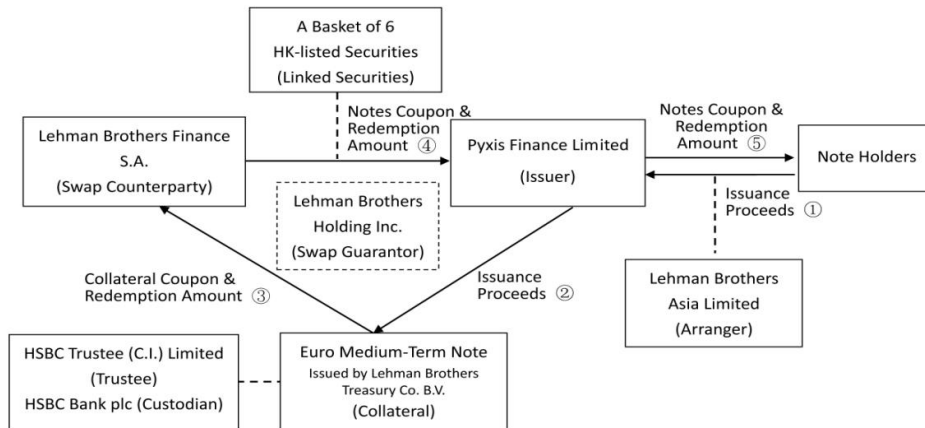 A Basket of 6
HK-listed Securities
(Linked Securities)
Notes Coupon &
Redemption
Amount ④
Notes Coupon &
Redemption
Amount ⑤
Lehman Brothers Finance
S.A.
(Swap Counterparty)
Pyxis Finance Limited
(Issuer)
Note Holders
Issuance
Proceeds ①
Lehman Brothers
Holding Inc.
(Swap Guarantor)
Collateral Coupon &
Redemption Amount ③
Issuance
Proceeds ②
Lehman Brothers
Asia Limited
(Arranger)
HSBC Trustee (C.I.) Limited
(Trustee)
HSBC Bank plc (Custodian)
Euro Medium-Term Note
Issued by Lehman Brothers
Treasury Co. B.V.
(Collateral)